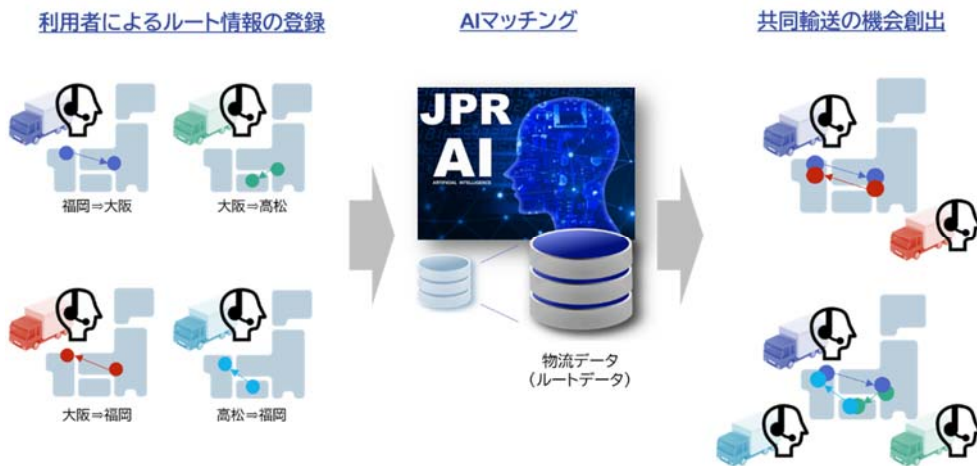 利用者によるルート情報の登録
AIマッチング
共同輸送の機会創出
福岡⇒大阪
大阪⇒高松
JPR
AI
ARTIFICIAL INTELLIGENCE
大阪⇒福岡
高松⇒福岡
物流データ
(ルートデータ)